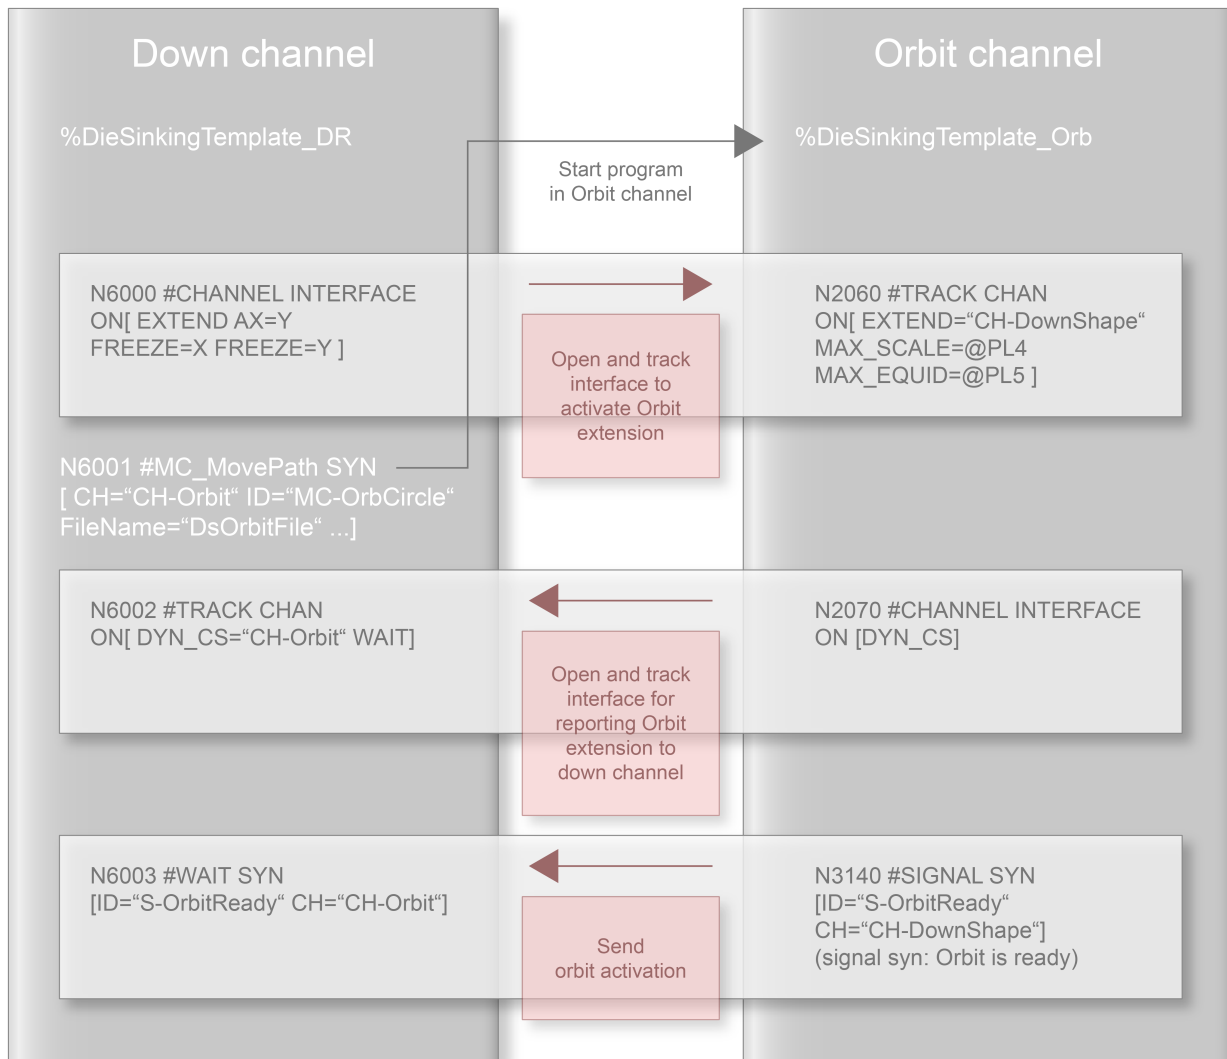 Down channel
Orbit channel
%DieSinkingTemplate_DR
%DieSinkingTemplate_Orb
Start program
in Orbit channel
N6000 #CHANNEL INTERFACE
ON[ EXTEND AX=Y
FREEZE=X FREEZE=Y ]
N2060 #TRACK CHAN
ON[ EXTEND=“CH-DownShape“
MAX_SCALE=@PL4
MAX_EQUID=@PL5 ]
Open and track
interface to
activate Orbit
extension
N6001 #MC_MovePath SYN
[ CH=“CH-Orbit“ ID=“MC-OrbCircle“
FileName=“DsOrbitFile“ ...]
N6002 #TRACK CHAN
ON[ DYN_CS=“CH-Orbit“ WAIT]
N2070 #CHANNEL INTERFACE
ON [DYN_CS]
Open and track
interface for
reporting Orbit
extension to
down channel
N6003 #WAIT SYN
[ID=“S-OrbitReady“ CH=“CH-Orbit“]
N3140 #SIGNAL SYN
[ID=“S-OrbitReady“
CH=“CH-DownShape“]
(signal syn: Orbit is ready)
Send
orbit activation